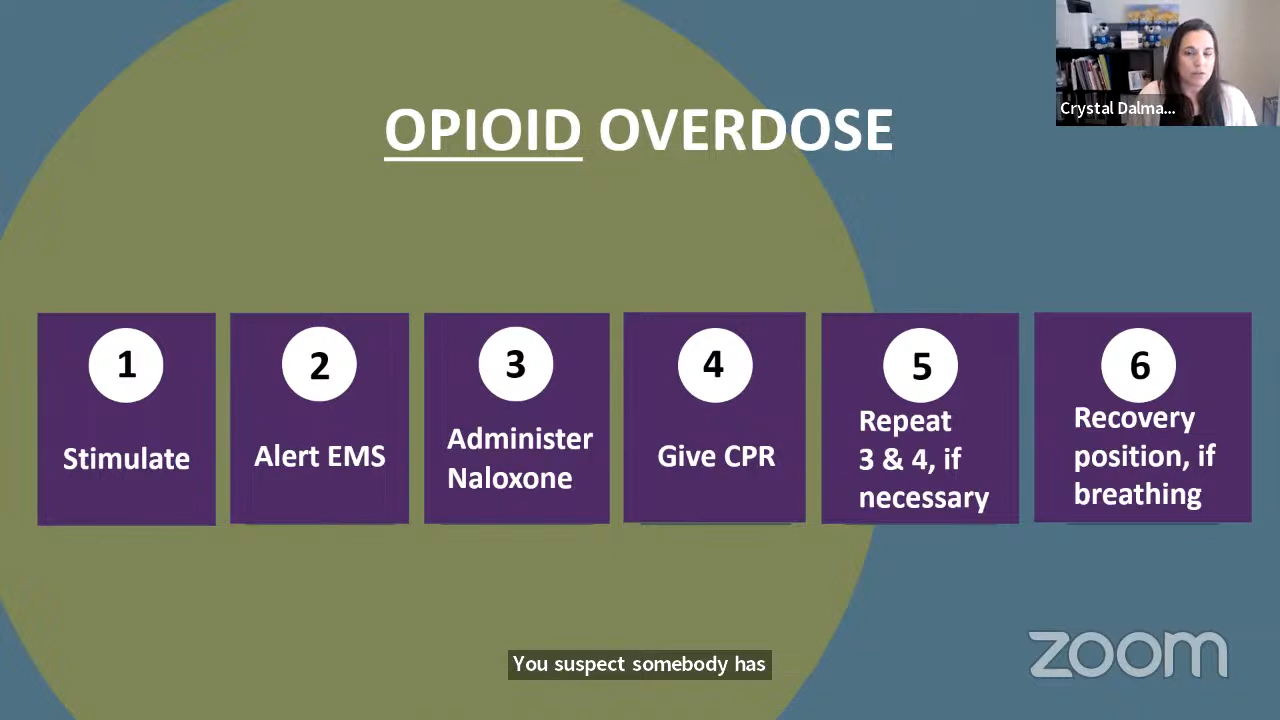 Crystal Dalma...
OPIOID OVERDOSE
1
Stimulate
2
Alert EMS
3
Administer
Naloxone
4
Give CPR
5
Repeat
3 & 4, if
necessary
6
Recovery
position, if
breathing
You suspect somebody has
zoom